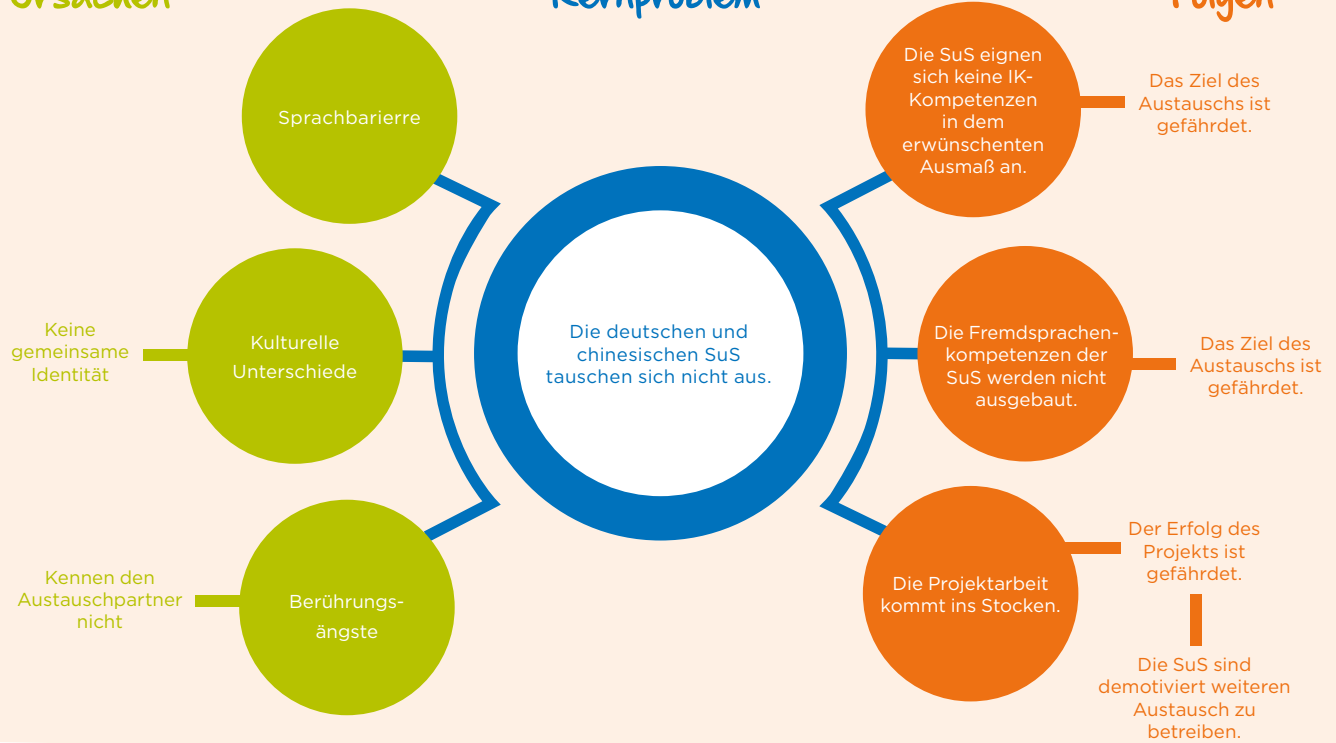 Ursachen
Kernproblem
Folgen
Sprachbarierre
Keine
gemeinsame
Identität
Kulturelle
Unterschiede
Kennen den
Austauschpartner
nicht
Berührungs-
ängste
Die deutschen und
chinesischen SuS
tauschen sich nicht aus.
Die SuS eignen
sich keine IK-
Kompetenzen
in dem
erwünschenten
Ausmaß an.
Das Ziel des
Austauschs ist
gefährdet.
Die Fremdsprachen-
kompetenzen der
SuS werden nicht
ausgebaut.
Das Ziel des
Austauschs ist
gefährdet.
Die Projektarbeit
kommt ins Stocken.
Der Erfolg des
Projekts ist
gefährdet.
Die SuS sind
demotiviert weiteren
Austausch zu
betreiben.